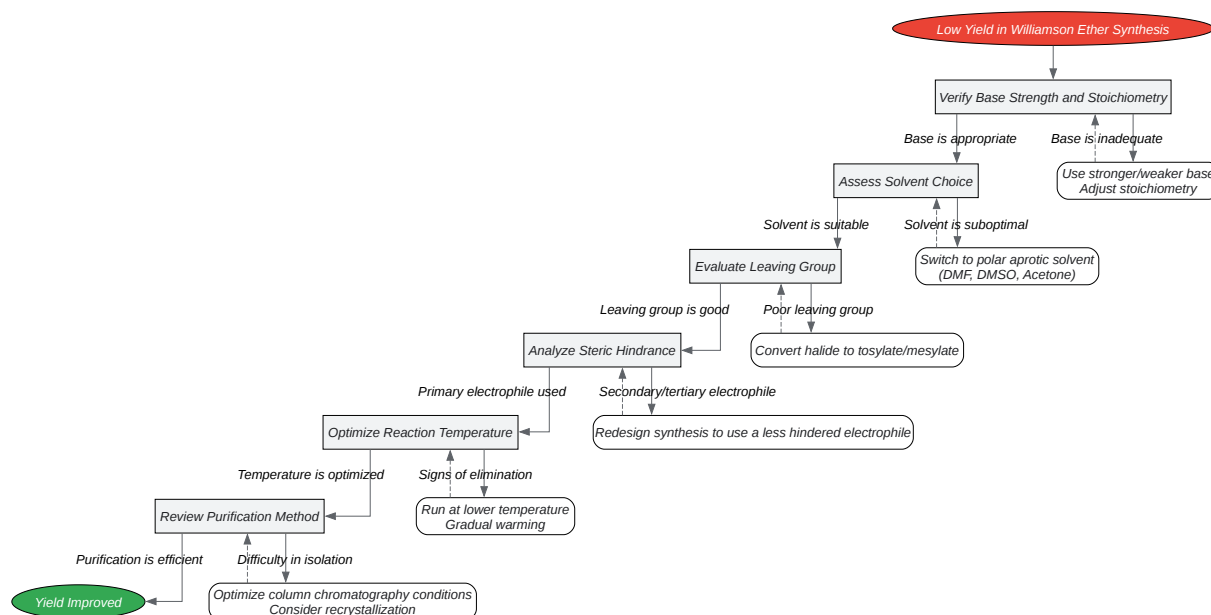 Low Yield in Williamson Ether Synthesis
Verify Base Strength and Stoichiometry
Base is appropriate
Base is inadequate
Assess Solvent Choice
Use stronger/weaker base
Adjust stoichiometry
Solvent is suitable
Solvent is suboptimal
Evaluate Leaving Group
Switch to polar aprotic solvent
(DMF, DMSO, Acetone)
Leaving group is good
Poor leaving group
Analyze Steric Hindrance
Convert halide to tosylate/mesylate
Primary electrophile used
Secondary/tertiary electrophile
Optimize Reaction Temperature
Redesign synthesis to use a less hindered electrophile
Temperature is optimized
Signs of elimination
Review Purification Method
Run at lower temperature
Gradual warming
Purification is efficient
Difficulty in isolation
Yield Improved
Optimize column chromatography conditions
Consider recrystallization